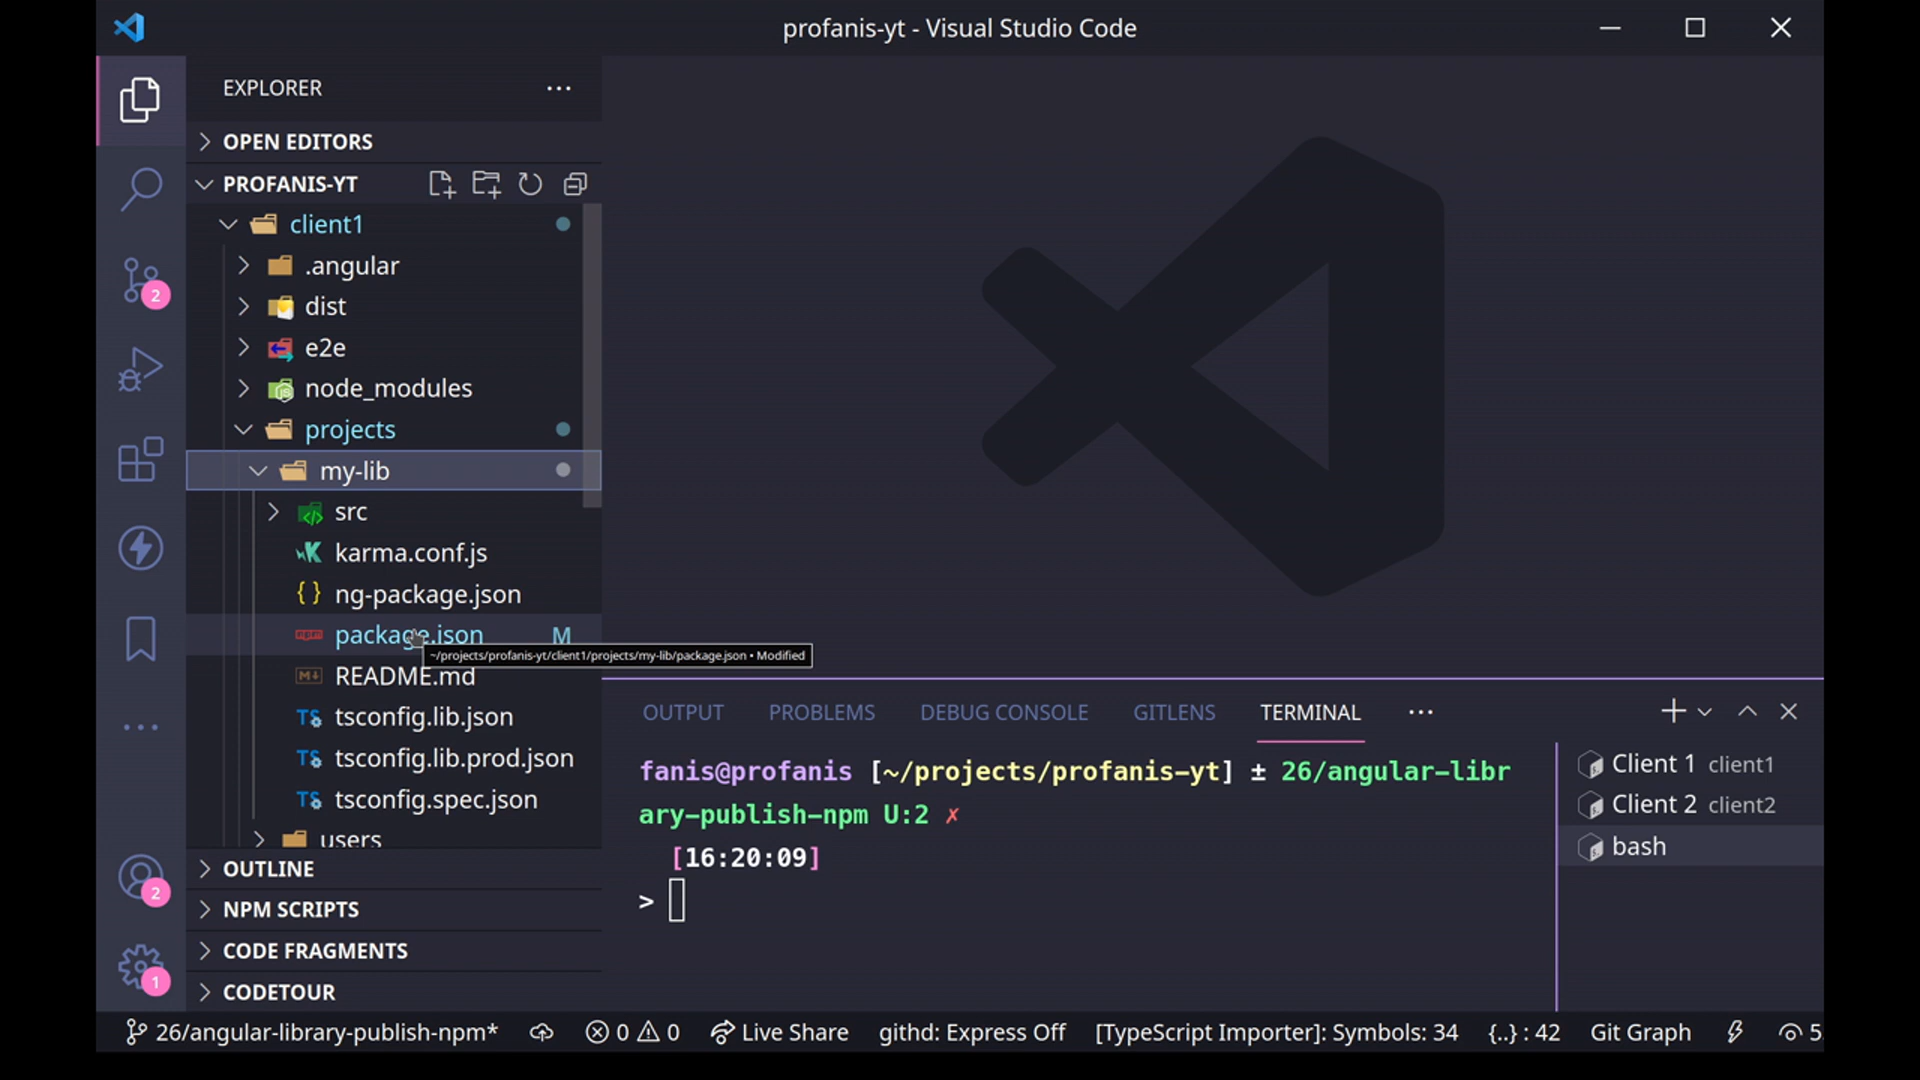 profanis-yt - Visual Studio Code
EXPLORER
OPEN EDITORS
PROFANIS-YT
client1
.angular
dist
e2e
node_modules
projects
my-lib
src
karma.conf.js
ng-package.json
package.json M
~/projects/profanis-yt/client1/projects/my-lib/package.json • Modified
README.md
tsconfig.lib.json
tsconfig.lib.prod.json
tsconfig.spec.json
users
OUTLINE
NPM SCRIPTS
CODE FRAGMENTS
CODETOUR
2
2
1
OUTPUT PROBLEMS DEBUG CONSOLE GITLENS TERMINAL
fanis@profanis [~/projects/profanis-yt] ± 26/angular-libr
ary-publish-npm U:2 ✗
[16:20:09]
>
Client 1 client1
Client 2 client2
bash
26/angular-library-publish-npm* 0 0 Live Share githd: Express Off [TypeScript Importer]: Symbols: 34 {..} : 42 Git Graph 5